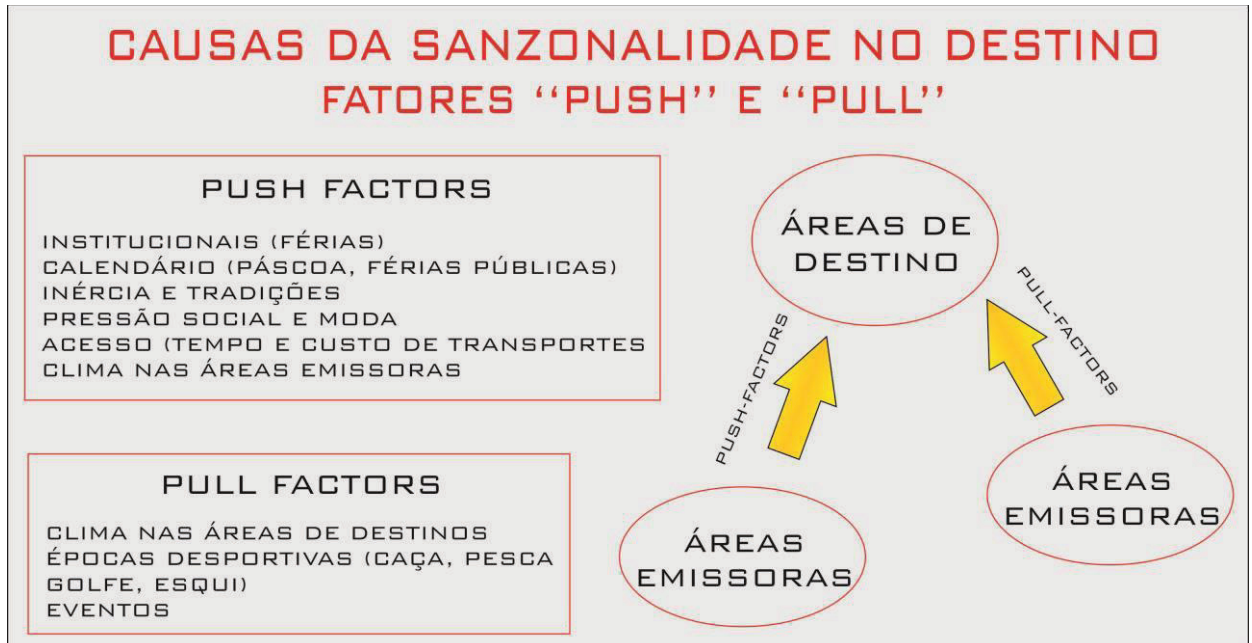 CAUSAS DA SANZONALIDADE NO DESTINO
FATORES “PUSH” E “PULL”
PUSH FACTORS
INSTITUCIONAIS (FÉRIAS)
CALENDÁRIO (PÁSCOA, FÉRIAS PÚBLICAS)
INÉRCIA E TRADIÇÕES
PRESSÃO SOCIAL E MODA
ACESSO (TEMPO E CUSTO DE TRANSPORTES
CLIMA NAS ÁREAS EMISSORAS
PULL FACTORS
CLIMA NAS ÁREAS DE DESTINOS
ÉPOCAS DESPORTIVAS (CAÇA, PESCA
GOLFE, ESQUI)
EVENTOS
ÁREAS DE
DESTINO
PUSH-FACTORS
PULL-FACTORS
ÁREAS
EMISSORAS
ÁREAS
EMISSORAS